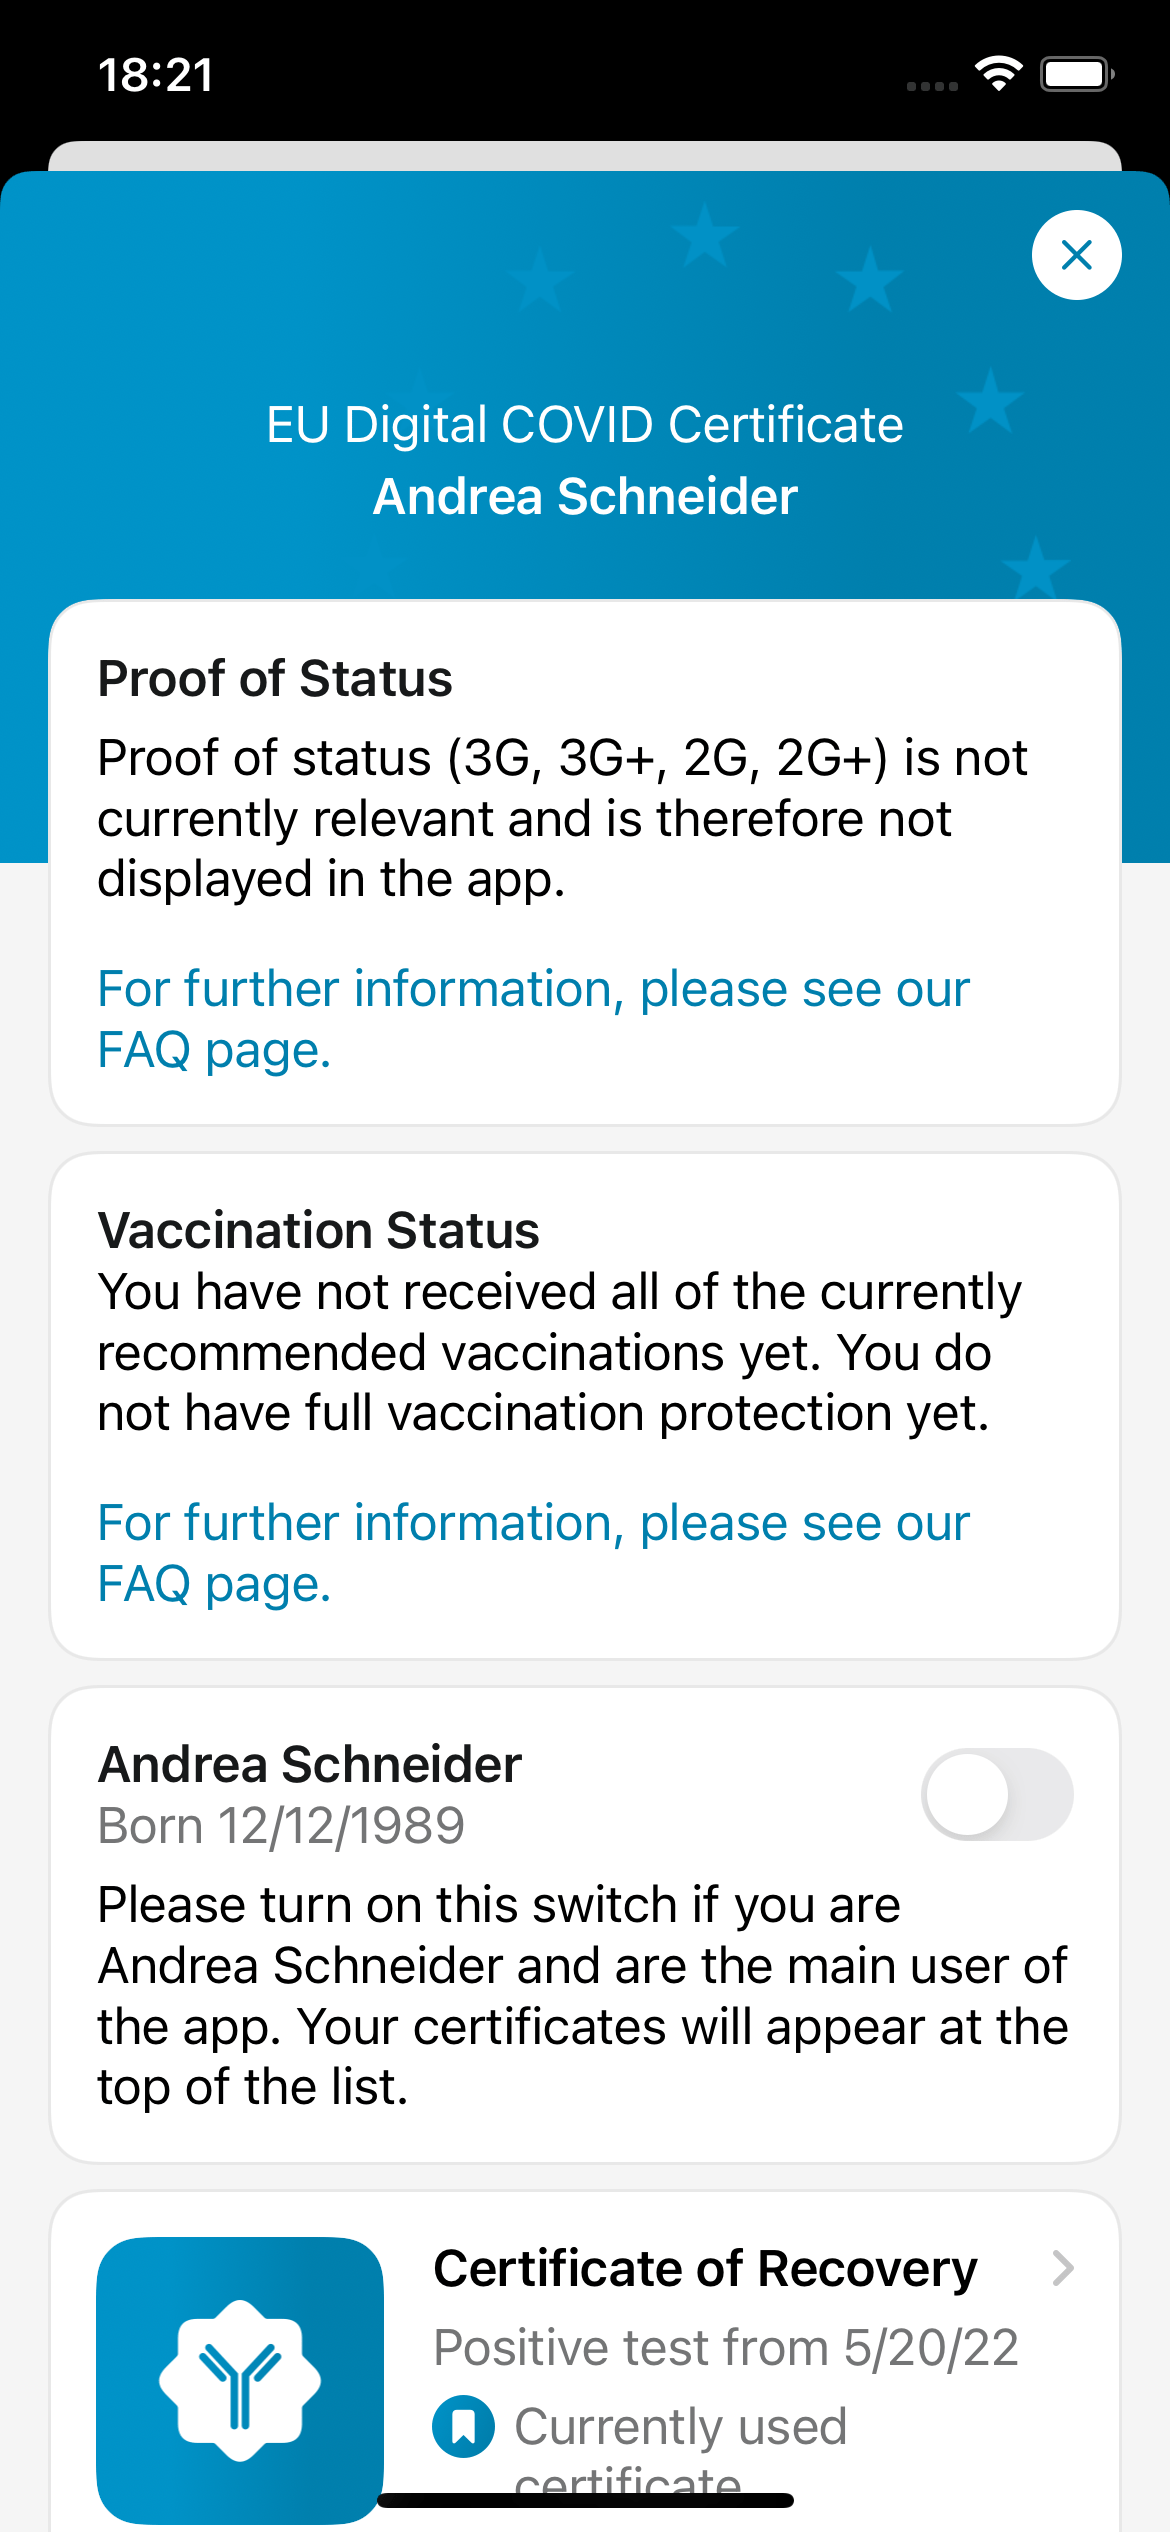 18:21
EU Digital COVID Certificate
Andrea Schneider
Proof of Status
Proof of status (3G, 3G+, 2G, 2G+) is not
currently relevant and is therefore not
displayed in the app.
For further information, please see our
FAQ page.
Vaccination Status
You have not received all of the currently
recommended vaccinations yet. You do
not have full vaccination protection yet.
For further information, please see our
FAQ page.
Andrea Schneider
Born 12/12/1989
Please turn on this switch if you are
Andrea Schneider and are the main user of
the app. Your certificates will appear at the
top of the list.
Certificate of Recovery
Positive test from 5/20/22
Currently used
certificate